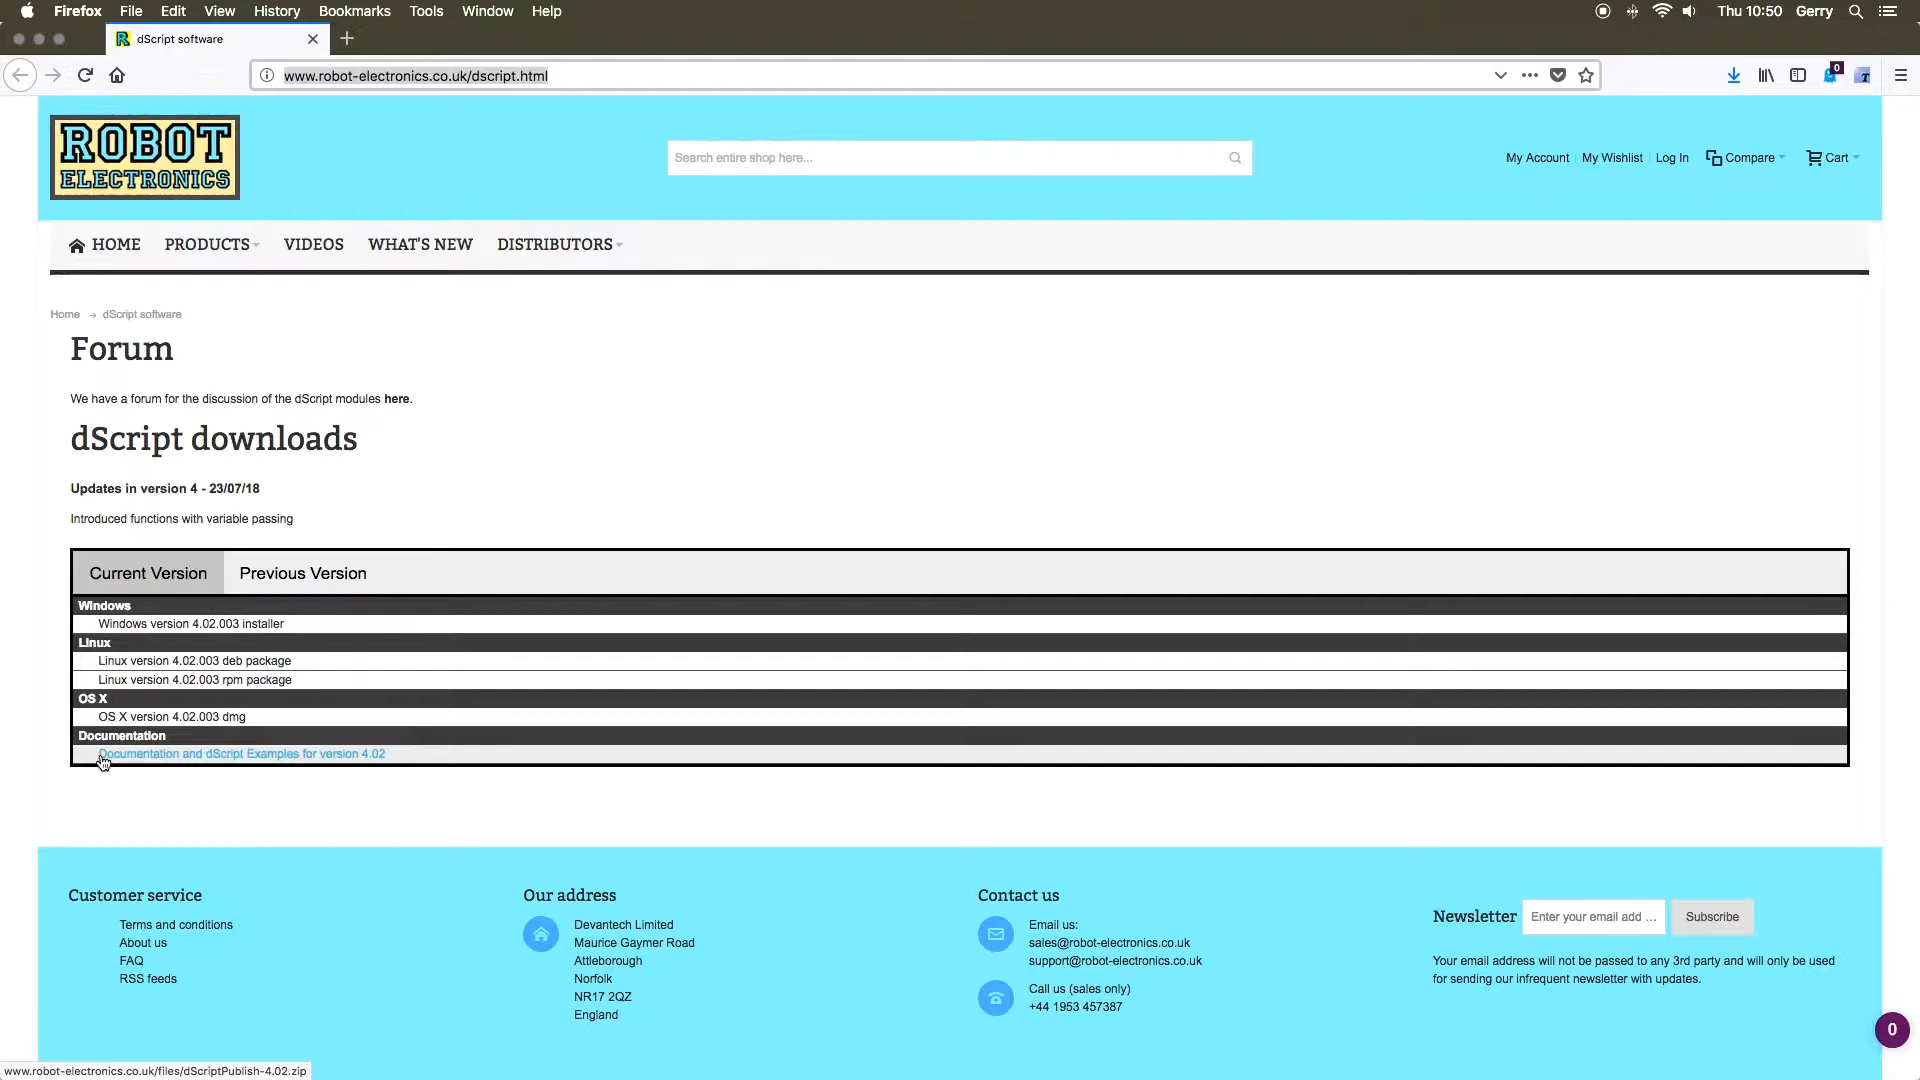 Firefox File Edit View History Bookmarks Tools Window Help Thu 10:50 Gerry
dScript software
www.robot-electronics.co.uk/dscript.html
0
ROBOT
ELECTRONICS
Search entire shop here...
My Account My Wishlist Log In Compare Cart
HOME PRODUCTS VIDEOS WHAT'S NEW DISTRIBUTORS
Home → dScript software
Forum
We have a forum for the discussion of the dScript modules here.
dScript downloads
Updates in version 4 - 23/07/18
Introduced functions with variable passing
Current Version Previous Version
Windows
Windows version 4.02.003 installer
Linux
Linux version 4.02.003 deb package
Linux version 4.02.003 rpm package
OS X
OS X version 4.02.003 dmg
Documentation
Documentation and dScript Examples for version 4.02
Customer service
Terms and conditions
About us
FAQ
RSS feeds
Our address
Devantech Limited
Maurice Gaymer Road
Attleborough
Norfolk
NR17 2QZ
England
Contact us
Email us:
sales@robot-electronics.co.uk
support@robot-electronics.co.uk
Call us (sales only)
+44 1953 457387
Newsletter Enter your email add ... Subscribe
Your email address will not be passed to any 3rd party and will only be used
for sending our infrequent newsletter with updates.
0
www.robot-electronics.co.uk/files/dScriptPublish-4.02.zip